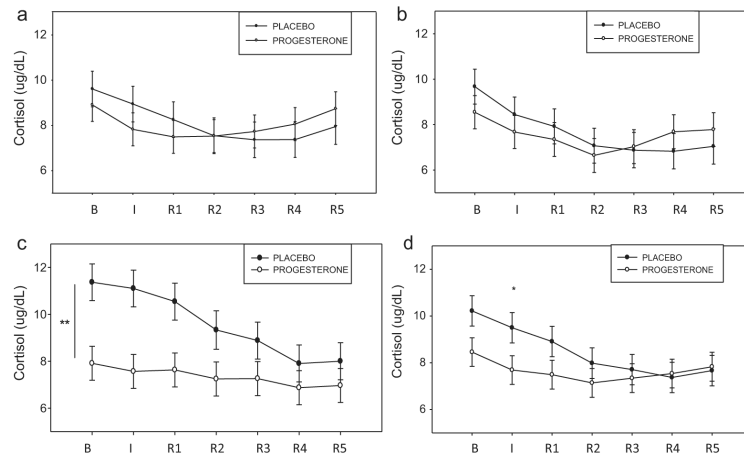 a
PLACEBO
PROGESTERONE
Cortisol (ug/dL)
12
10
8
6
B I R1 R2 R3 R4 R5
b
PLACEBO
PROGESTERONE
Cortisol (ug/dL)
12
10
8
6
B I R1 R2 R3 R4 R5
c
PLACEBO
PROGESTERONE
Cortisol (ug/dL)
12
10
8
6
**
B I R1 R2 R3 R4 R5
d
PLACEBO
PROGESTERONE
Cortisol (ug/dL)
12
10
8
6
*
B I R1 R2 R3 R4 R5